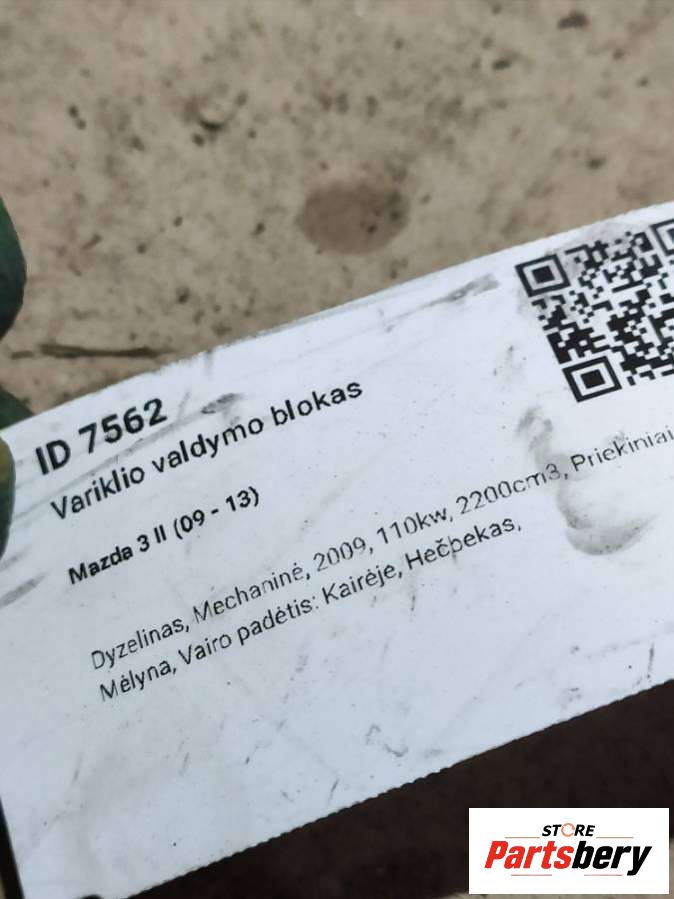 ID 7562
Variklio valdymo blokas
Mazda 3 II (09 - 13)
Dyzelinas, Mechaninė, 2009, 110kw, 2200cm3, Priekiniai
Mėlyna, Vairo padėtis: Kairėje, Hečbekas,
STORE
Partsbery